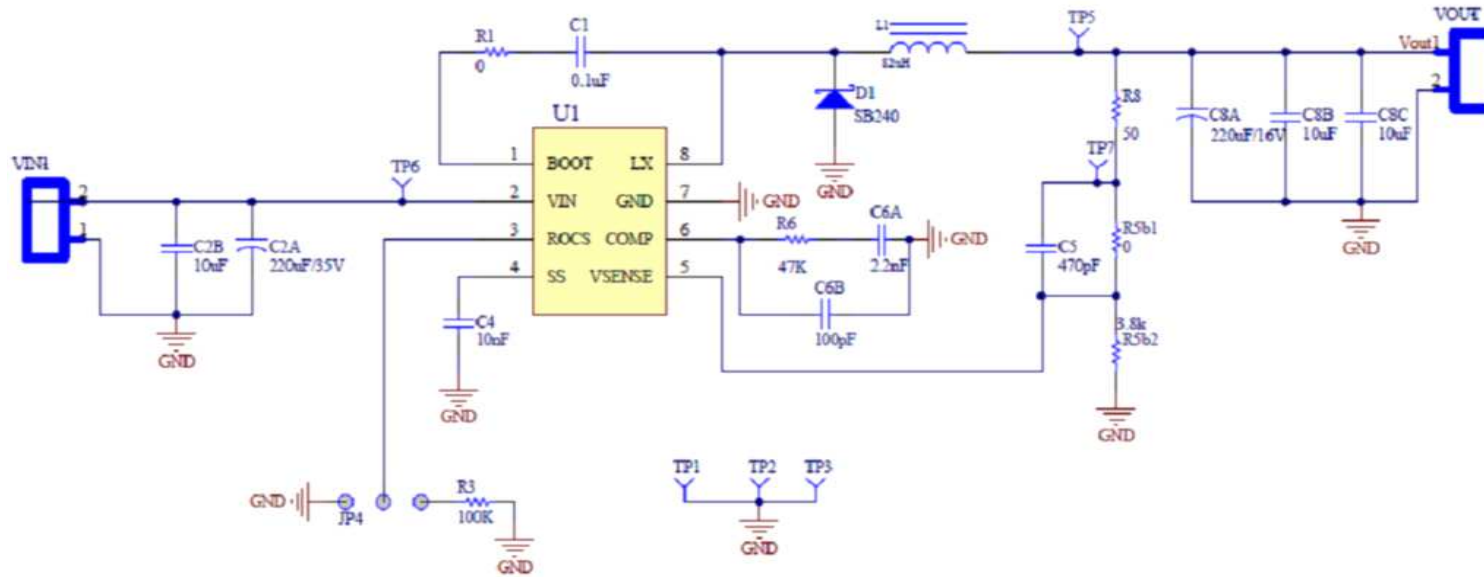 R1
0
C1
0.1uF
L1
82uH
TP5
Vout1
2
D1
SB240
GND
R8
50
C8A
220uF/16V
C8B
10uF
C8C
10uF
GND
U1
1 BOOT LX 8
2 VIN GND 7
3 ROCS COMP 6
4 SS VSENSE 5
GND
TP6
2
1
C2B
10uF
C2A
220uF/35V
GND
C4
10nF
GND
R6
47K
C6A
2.2nF
GND
C6B
100pF
TP7
C5
470pF
R5b1
0
3.8k
R5b2
GND
GND
JP4
R3
100K
GND
TP1
TP2
TP3
GND